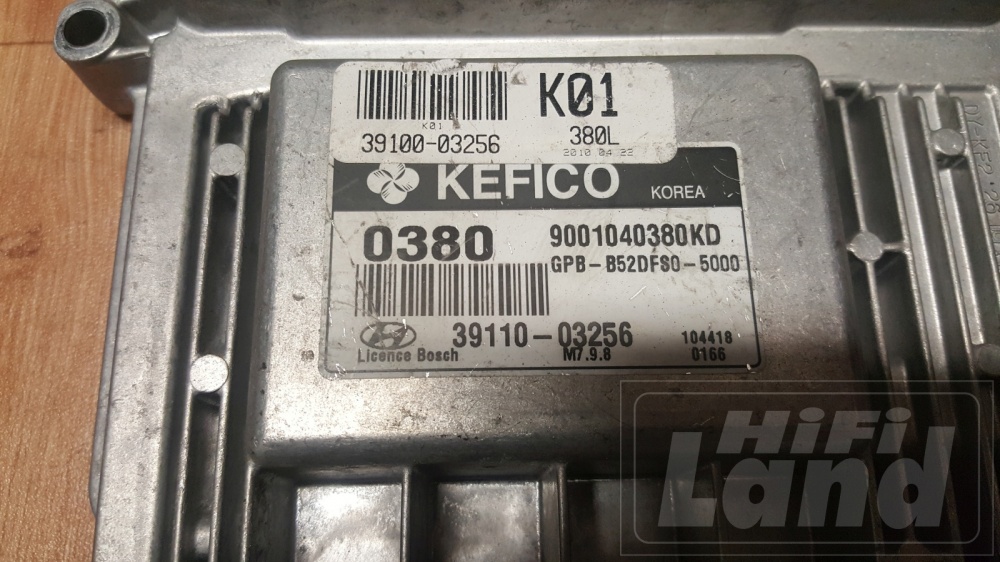 K01
K01
39100-03256
380L
2010 04 22
KEFICO
KOREA
0380
9001040380KD
GPB-B52DFS0-5000
39110-03256
104418
Licence Bosch
M7.9.8
0166
HiFi
Land